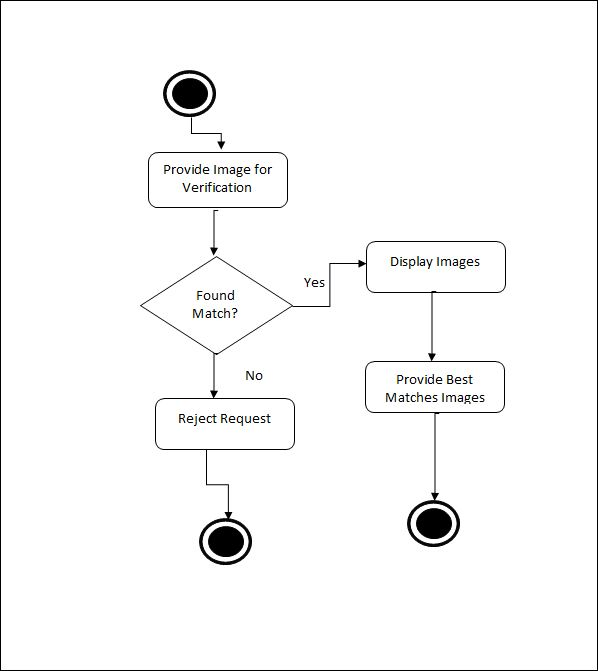 Provide Image for
Verification
Found
Match?
Yes
Display Images
No
Provide Best
Matches Images
Reject Request